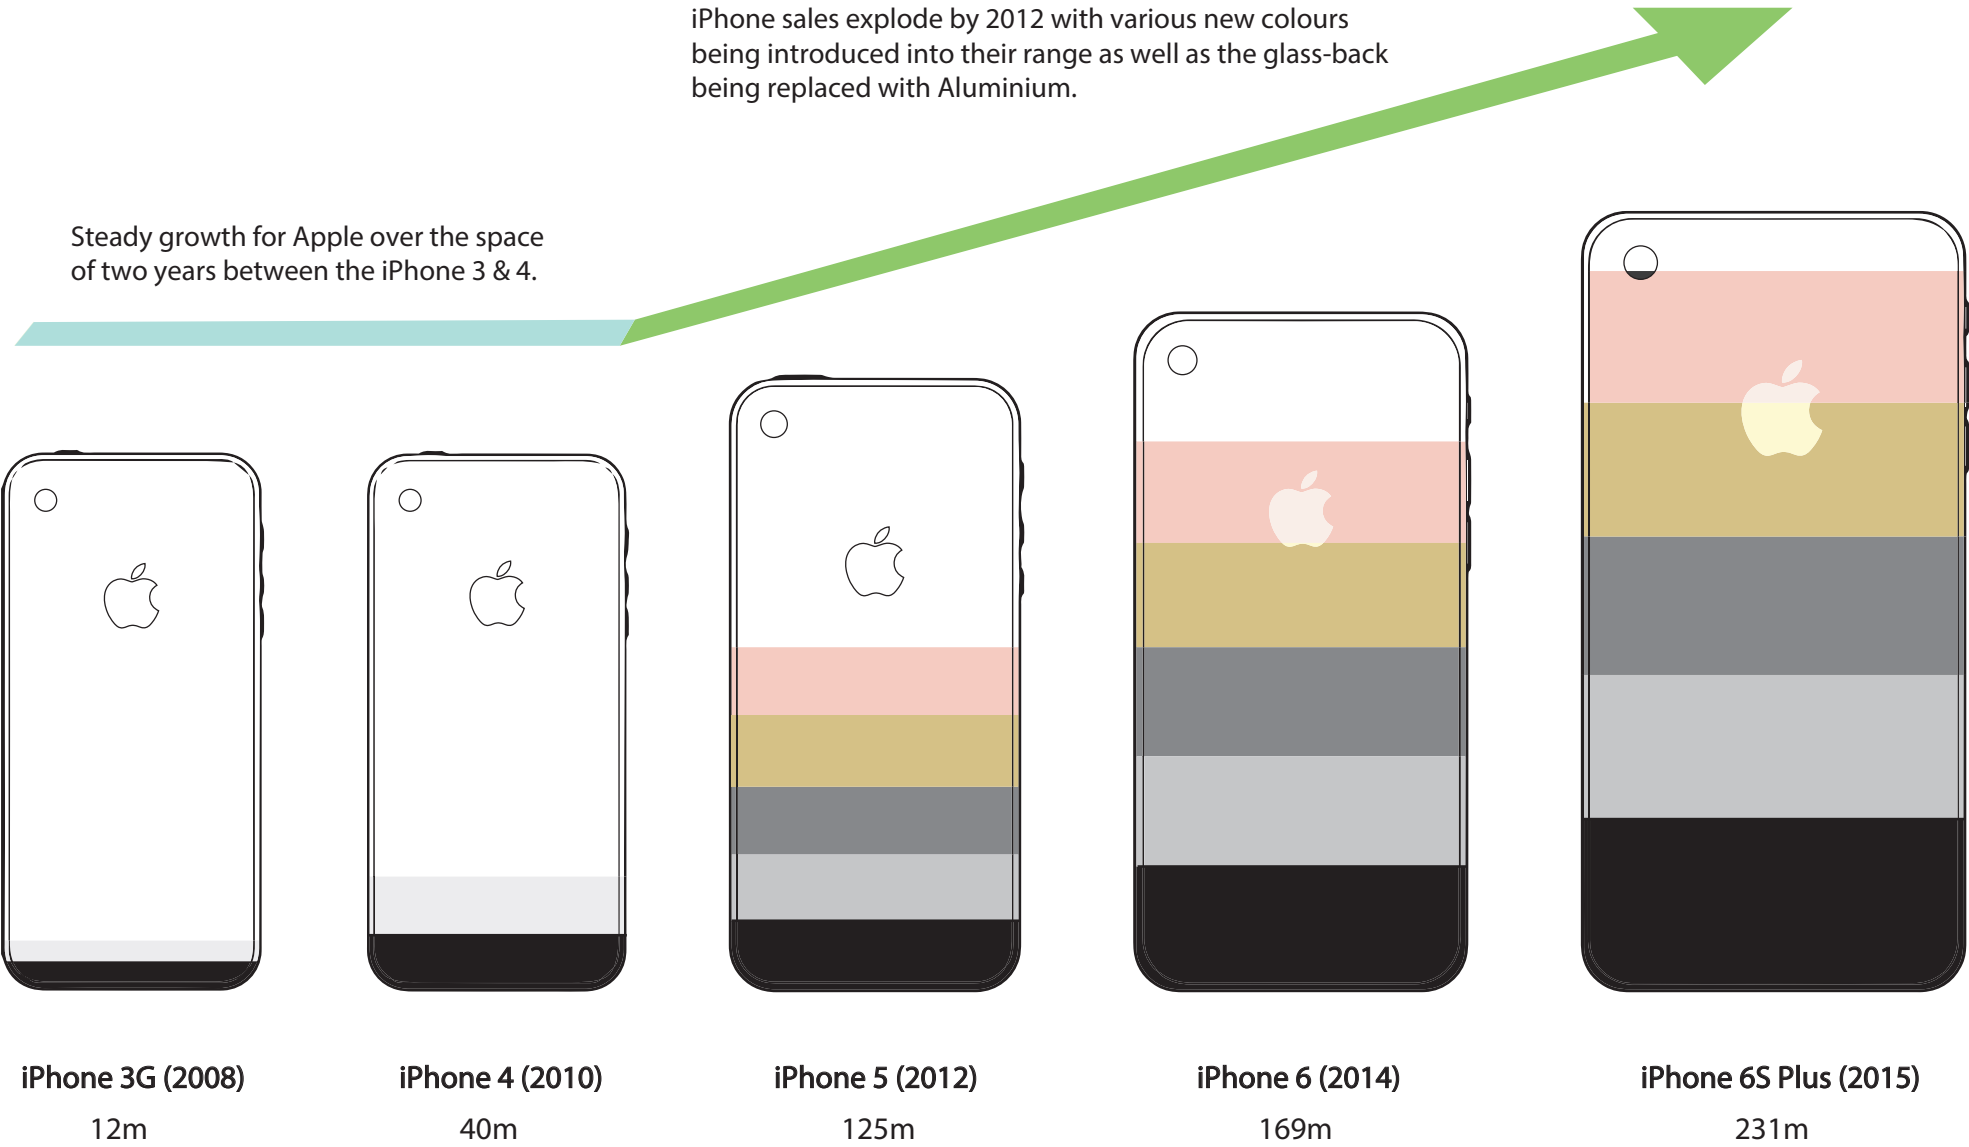 iPhone sales explode by 2012 with various new colours
being introduced into their range as well as the glass-back
being replaced with Aluminium.
Steady growth for Apple over the space
of two years between the iPhone 3 & 4.
iPhone 3G (2008)
12m
iPhone 4 (2010)
40m
iPhone 5 (2012)
125m
iPhone 6 (2014)
169m
iPhone 6S Plus (2015)
231m